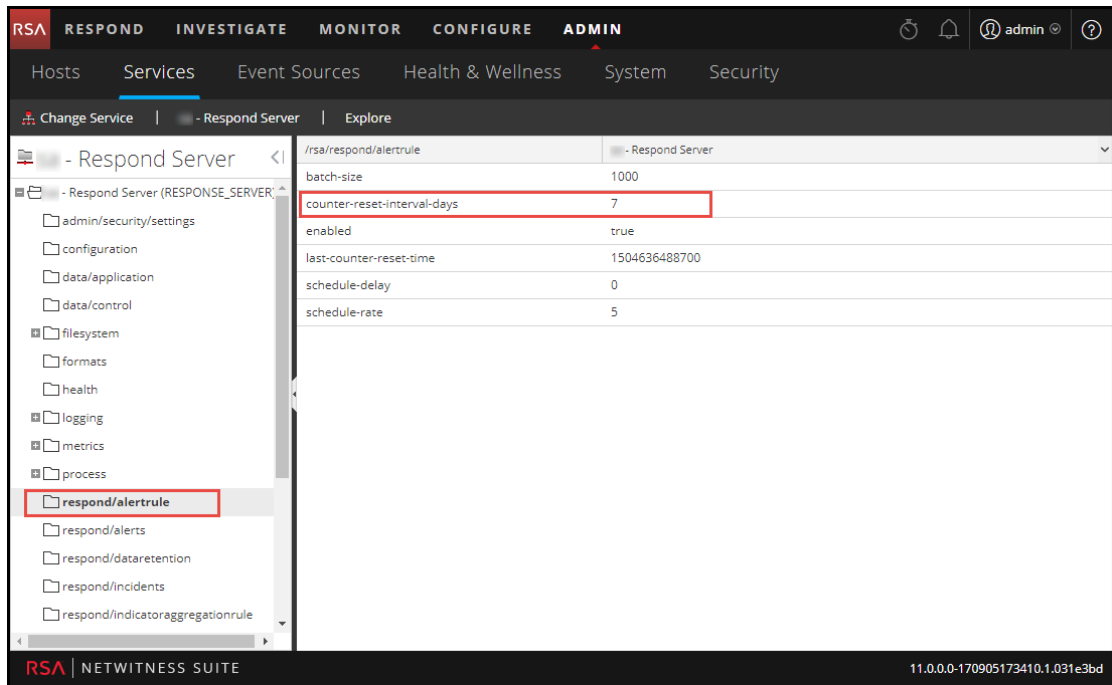 RSA RESPOND INVESTIGATE MONITOR CONFIGURE ADMIN admin ?
Hosts Services Event Sources Health & Wellness System Security
Change Service | - Respond Server | Explore
- Respond Server
- Respond Server (RESPONSE_SERVER)
admin/security/settings
configuration
data/application
data/control
filesystem
formats
health
logging
metrics
process
respond/alertrule
respond/alerts
respond/dataretention
respond/incidents
respond/indicatoraggregationrule
/rsa/respond/alertrule - Respond Server
batch-size 1000
counter-reset-interval-days 7
enabled true
last-counter-reset-time 1504636488700
schedule-delay 0
schedule-rate 5
RSA | NETWITNESS SUITE 11.0.0.0-170905173410.1.031e3bd